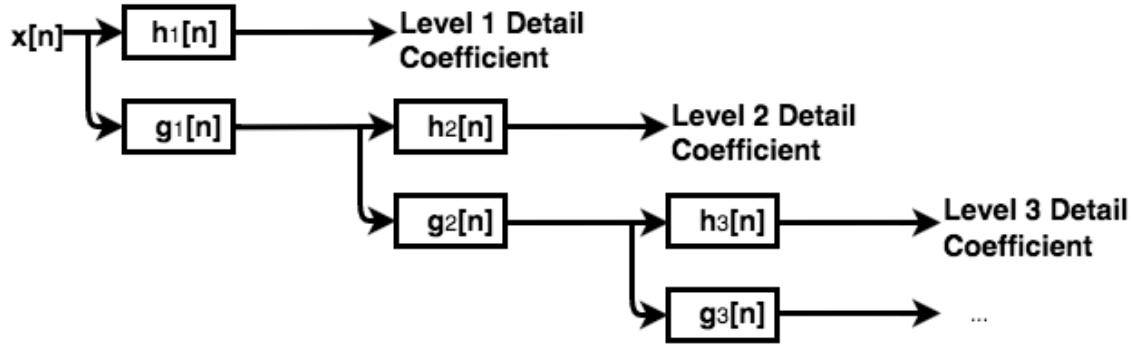 x[n]
h1[n]
Level 1 Detail
Coefficient
g1[n]
h2[n]
Level 2 Detail
Coefficient
g2[n]
h3[n]
Level 3 Detail
Coefficient
g3[n]
...